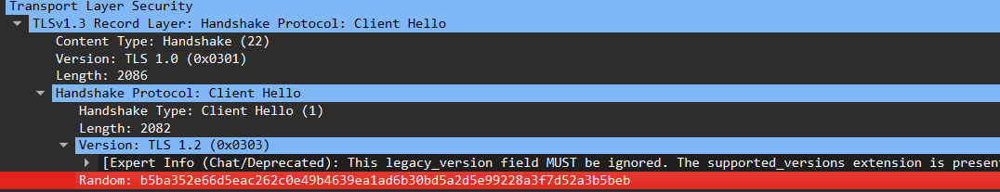 Transport Layer Security
TLSv1.3 Record Layer: Handshake Protocol: Client Hello
Content Type: Handshake (22)
Version: TLS 1.0 (0x0301)
Length: 2086
Handshake Protocol: Client Hello
Handshake Type: Client Hello (1)
Length: 2082
Version: TLS 1.2 (0x0303)
[Expert Info (Chat/Deprecated): This legacy_version field MUST be ignored. The supported_versions extension is present
Random: b5ba352e66d5eac262c0e49b4639ea1ad6b30bd5a2d5e99228a3f7d52a3b5beb